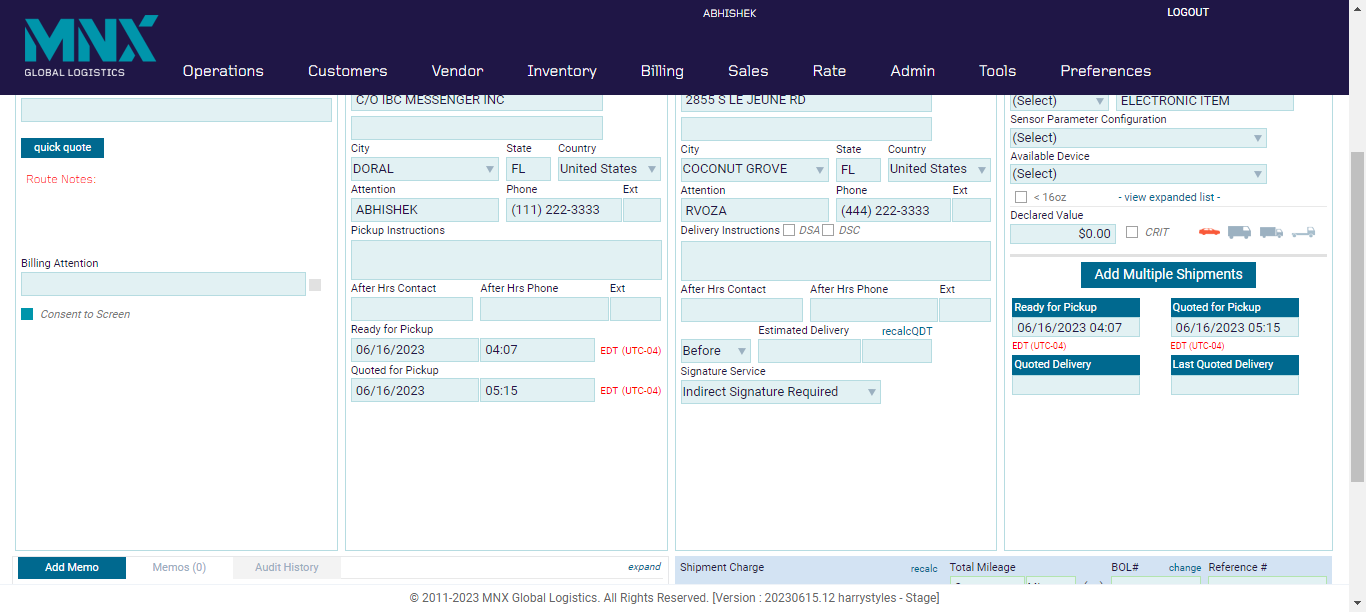 ABHISHEK
LOGOUT
MNX
GLOBAL LOGISTICS
Operations Customers Vendor Inventory Billing Sales Rate Admin Tools Preferences
quick quote
Route Notes:
Billing Attention
Consent to Screen
C/O IBC MESSENGER INC
City State Country
DORAL FL United States
Attention Phone Ext
ABHISHEK (111) 222-3333
Pickup Instructions
After Hrs Contact After Hrs Phone Ext
Ready for Pickup
06/16/2023 04:07 EDT (UTC-04)
Quoted for Pickup
06/16/2023 05:15 EDT (UTC-04)
2855 S LE JEUNE RD
City State Country
COCONUT GROVE FL United States
Attention Phone Ext
RVOZA (444) 222-3333
Delivery Instructions DSA DSC
After Hrs Contact After Hrs Phone Ext
Estimated Delivery recalcQDT
Before
Signature Service
Indirect Signature Required
(Select) ELECTRONIC ITEM
Sensor Parameter Configuration
(Select)
Available Device
(Select)
< 16oz - view expanded list -
Declared Value
$0.00 CRIT
Add Multiple Shipments
Ready for Pickup Quoted for Pickup
06/16/2023 04:07 06/16/2023 05:15
EDT (UTC-04) EDT (UTC-04)
Quoted Delivery Last Quoted Delivery
Add Memo Memos (0) Audit History expand
Shipment Charge recalc Total Mileage BOL# change Reference #
© 2011-2023 MNX Global Logistics. All Rights Reserved. [Version : 20230615.12 harrystyles - Stage]